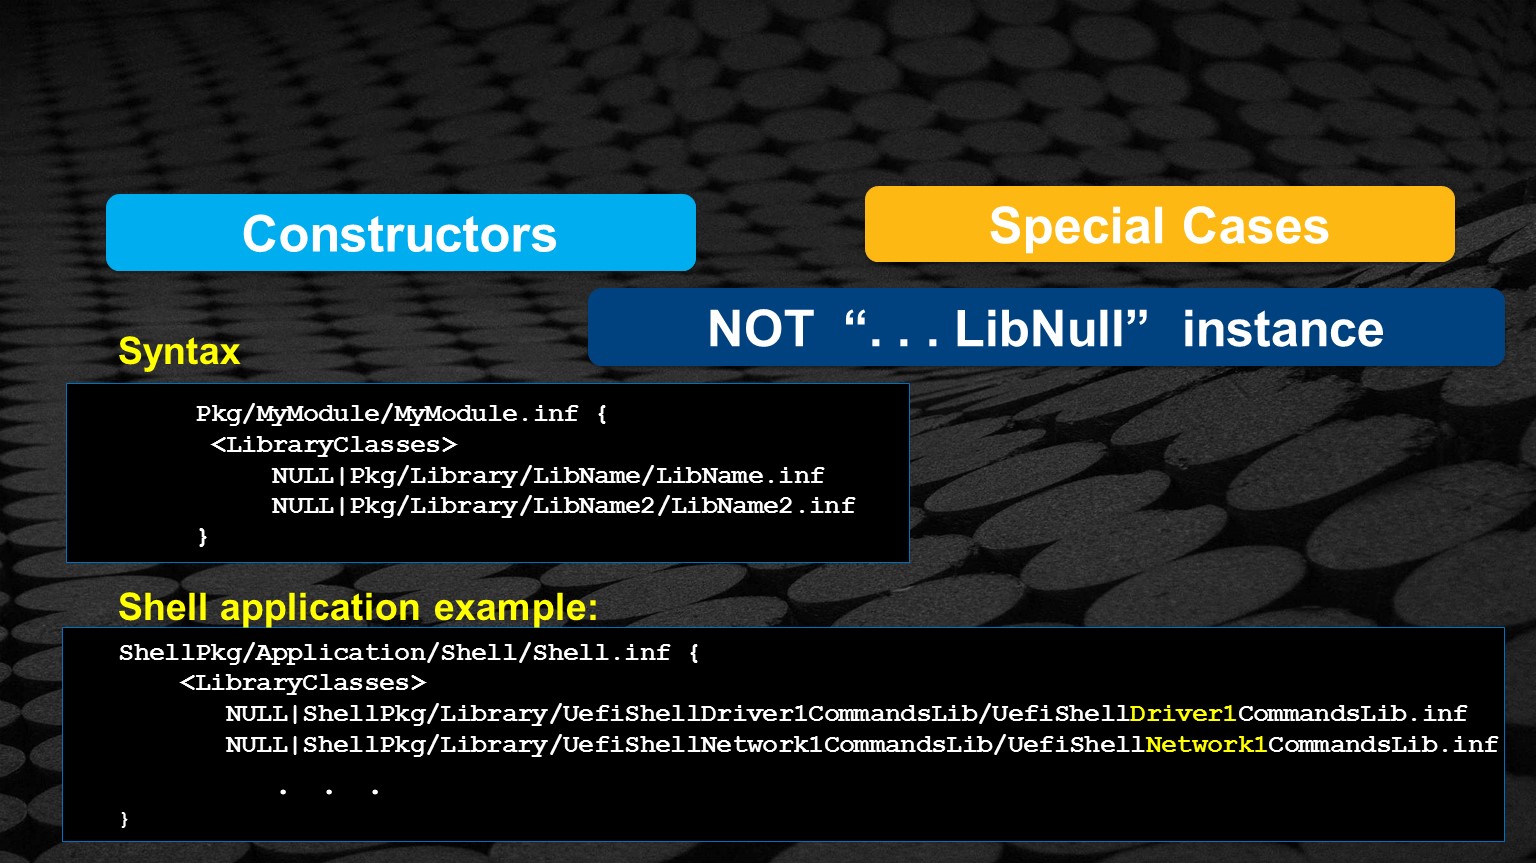 Constructors
Special Cases
NOT “. . . LibNull” instance
Syntax
Pkg/MyModule/MyModule.inf {
<LibraryClasses>
NULL|Pkg/Library/LibName/LibName.inf
NULL|Pkg/Library/LibName2/LibName2.inf
}
Shell application example:
ShellPkg/Application/Shell/Shell.inf {
<LibraryClasses>
NULL|ShellPkg/Library/UefiShellDriver1CommandsLib/UefiShellDriver1CommandsLib.inf
NULL|ShellPkg/Library/UefiShellNetwork1CommandsLib/UefiShellNetwork1CommandsLib.inf
. . .
}